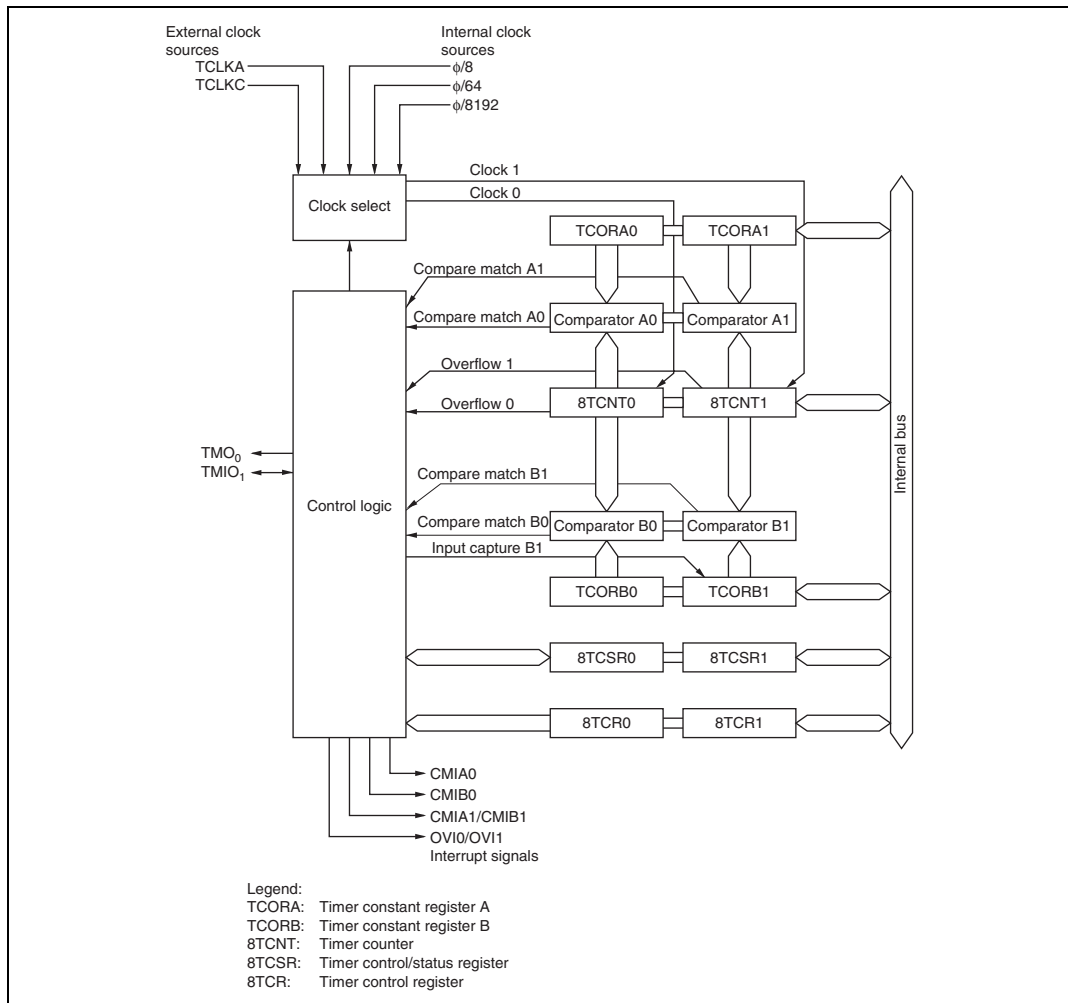 External clock
sources
TCLKA
TCLKC
Internal clock
sources
ϕ/8
ϕ/64
ϕ/8192
Clock 1
Clock 0
Clock select
TCORA0
TCORA1
Compare match A1
Compare match A0
Comparator A0
Comparator A1
Overflow 1
Overflow 0
8TCNT0
8TCNT1
TMO₀
TMIO₁
Control logic
Internal bus
Compare match B1
Compare match B0
Comparator B0
Comparator B1
Input capture B1
TCORB0
TCORB1
8TCSR0
8TCSR1
8TCR0
8TCR1
CMIA0
CMIB0
CMIA1/CMIB1
OVI0/OVI1
Interrupt signals
Legend:
TCORA: Timer constant register A
TCORB: Timer constant register B
8TCNT: Timer counter
8TCSR: Timer control/status register
8TCR: Timer control register